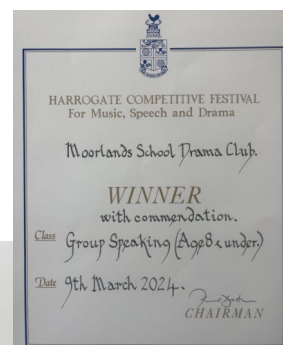 HARROGATE COMPETITIVE FESTIVAL
For Music, Speech and Drama
Moorlands School Drama Club.
WINNER
with commendation.
Class Group Speaking (Age 8 & under.)
Date 9th March 2024.
CHAIRMAN